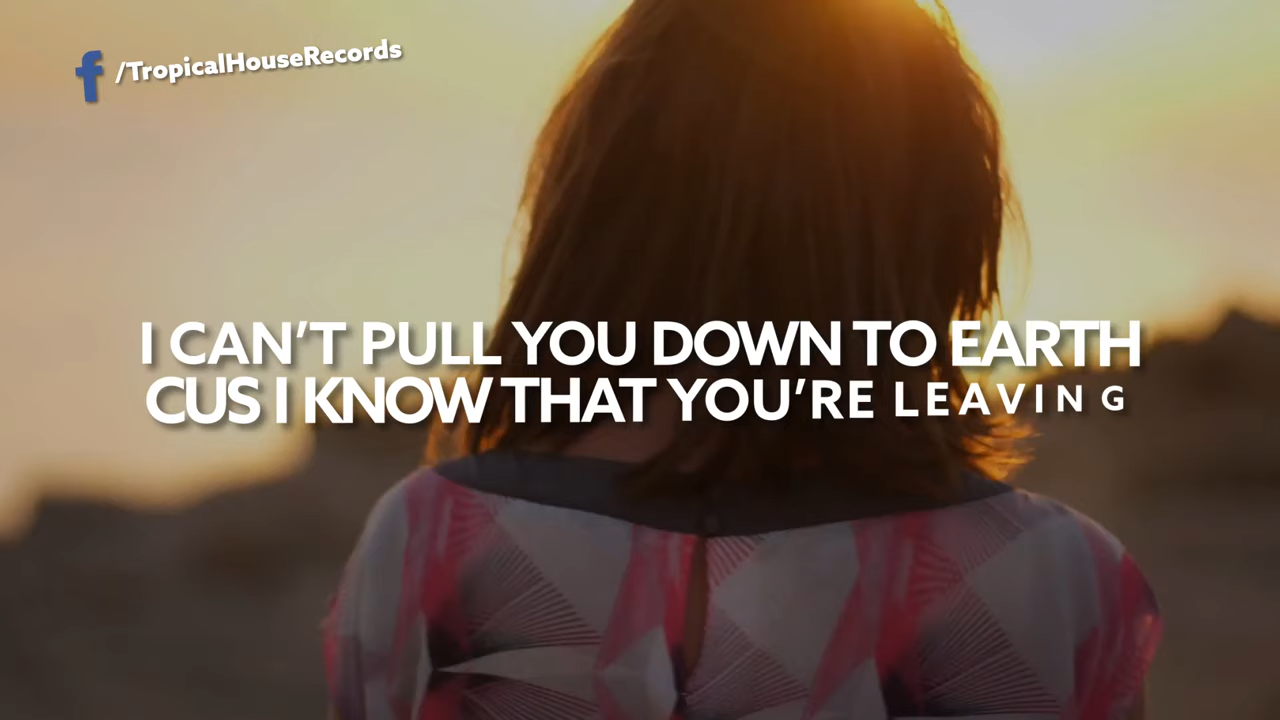 /TropicalHouseRecords
I CAN'T PULL YOU DOWN TO EARTH
CUS I KNOW THAT YOU'RE LEAVING